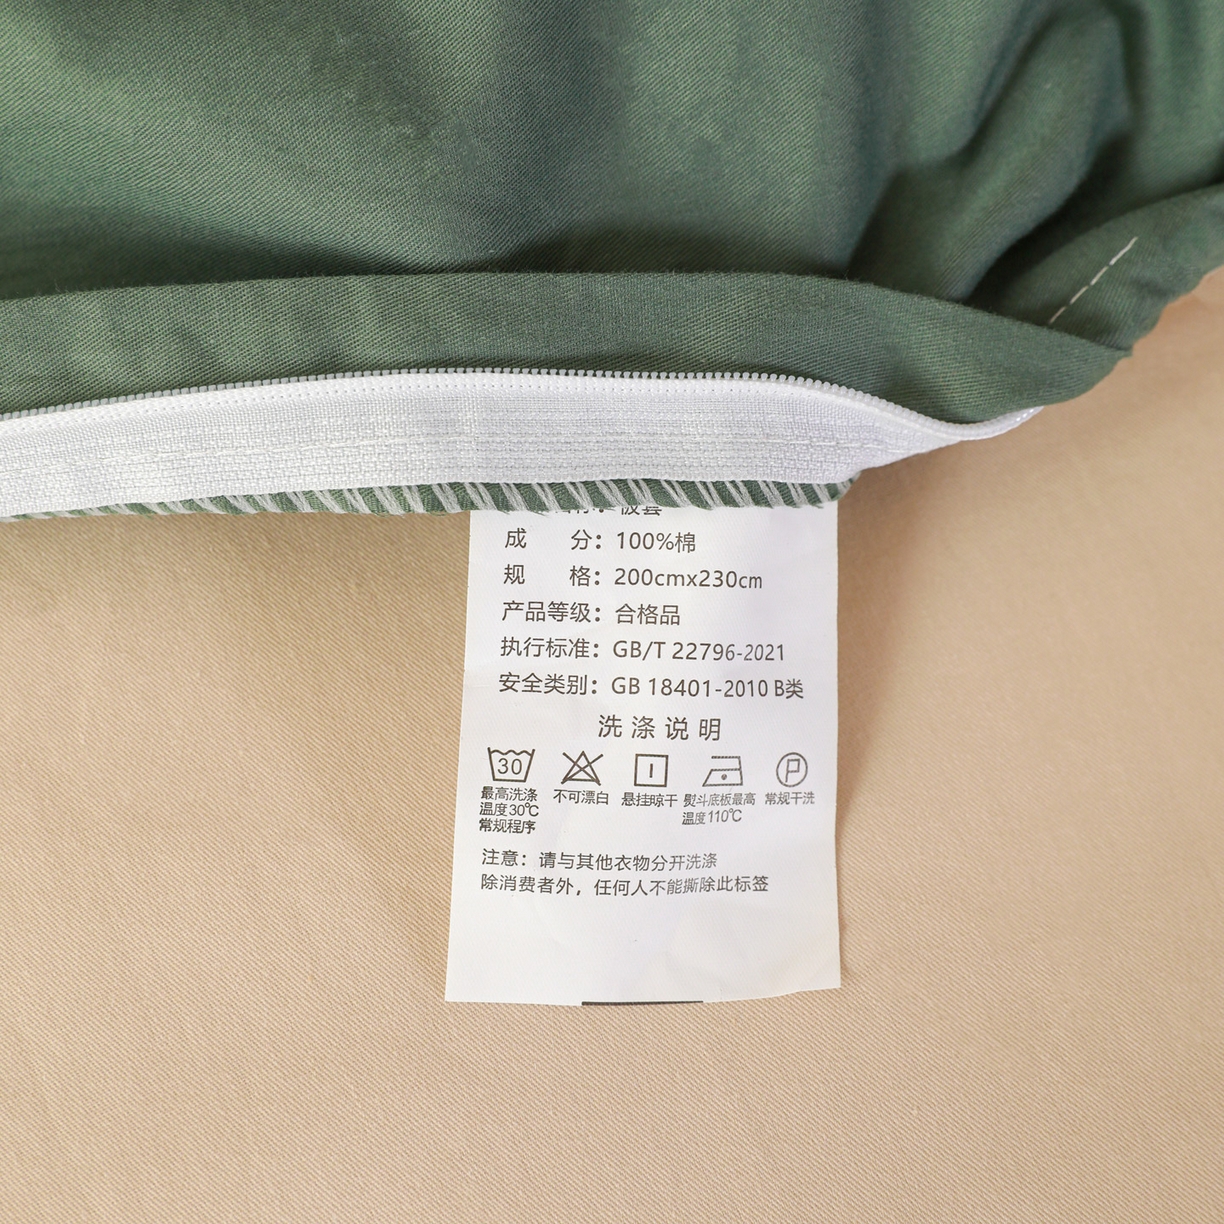 成 分：100%棉
规 格：200cmx230cm
产品等级：合格品
执行标准：GB/T 22796-2021
安全类别：GB 18401-2010 B类
洗涤说明
30
P
最高洗涤
温度30℃
常规程序
不可漂白
悬挂晾干
熨斗底板最高
温度110℃
常规干洗
注意：请与其他衣物分开洗涤
除消费者外，任何人不能撕除此标签